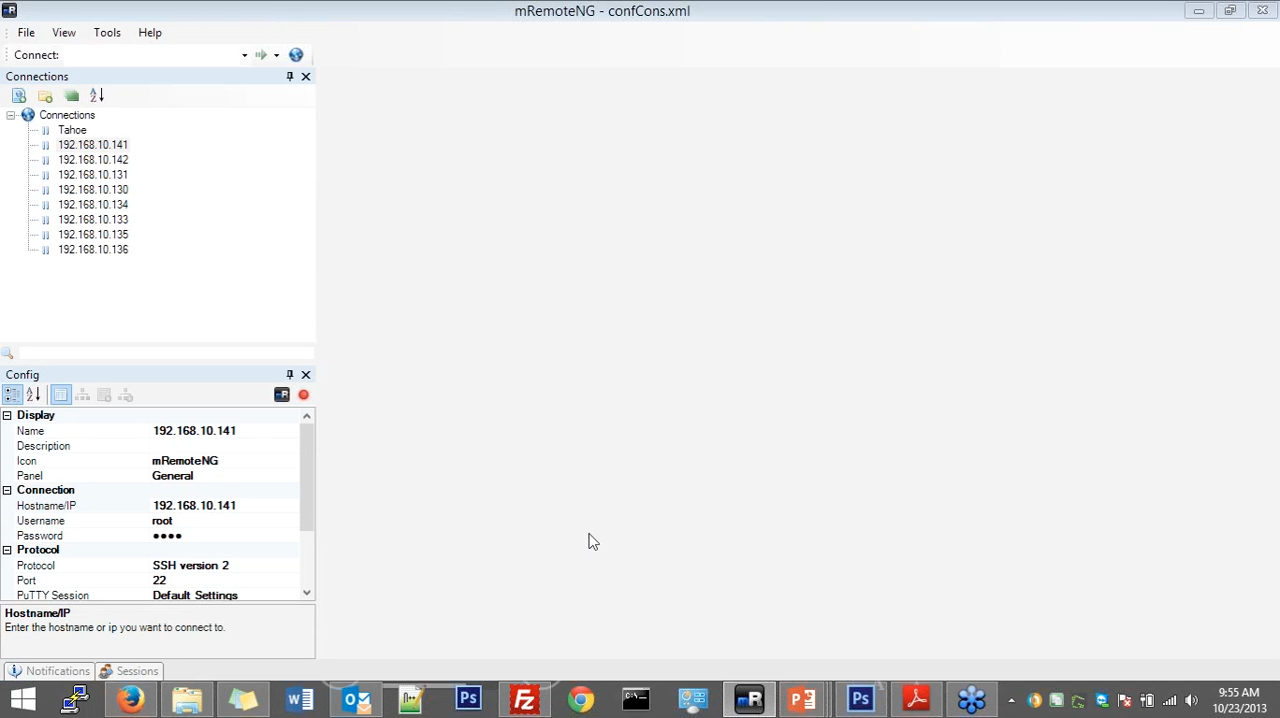 mRemoteNG - confCons.xml
File View Tools Help
Connect:
Connections
Connections
Tahoe
192.168.10.141
192.168.10.142
192.168.10.131
192.168.10.130
192.168.10.134
192.168.10.133
192.168.10.135
192.168.10.136
Config
Display
Name 192.168.10.141
Description
Icon mRemoteNG
Panel General
Connection
Hostname/IP 192.168.10.141
Username root
Password ●●●●
Protocol
Protocol SSH version 2
Port 22
PuTTY Session Default Settings
Hostname/IP
Enter the hostname or ip you want to connect to.
Notifications Sessions
9:55 AM
10/23/2013